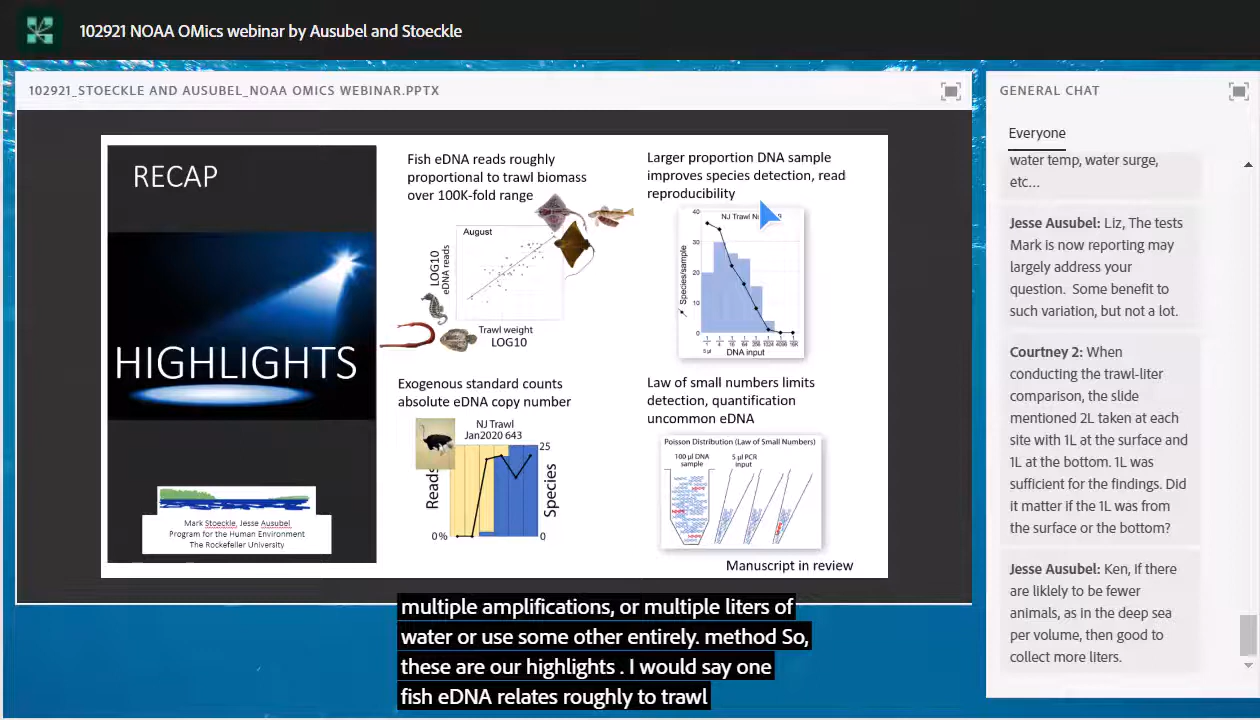 102921 NOAA OMics webinar by Ausubel and Stoeckle
102921_STOECKLE AND AUSUBEL_NOAA OMICS WEBINAR.PPTX
RECAP
HIGHLIGHTS
Mark Stoeckle, Jesse Ausubel
Program for the Human Environment
The Rockefeller University
Fish eDNA reads roughly
proportional to trawl biomass
over 100K-fold range
August
LOG10
eDNA reads
Trawl weight
LOG10
Larger proportion DNA sample
improves species detection, read
reproducibility
NJ Trawl
Species/sample
40
30
20
10
0
5 µl
DNA input
Exogenous standard counts
absolute eDNA copy number
NJ Trawl
Jan2020 643
Reads
0%
25
0
Species
Law of small numbers limits
detection, quantification
uncommon eDNA
Poisson Distribution (Law of Small Numbers)
100 µl DNA
sample
5 µl PCR
input
Manuscript in review
multiple amplifications, or multiple liters of
water or use some other entirely. method So,
these are our highlights . I would say one
fish eDNA relates roughly to trawl
GENERAL CHAT
Everyone
water temp, water surge,
etc...
Jesse Ausubel: Liz, The tests
Mark is now reporting may
largely address your
question. Some benefit to
such variation, but not a lot.
Courtney 2: When
conducting the trawl-liter
comparison, the slide
mentioned 2L taken at each
site with 1L at the surface and
1L at the bottom. 1L was
sufficient for the findings. Did
it matter if the 1L was from
the surface or the bottom?
Jesse Ausubel: Ken, If there
are liklely to be fewer
animals, as in the deep sea
per volume, then good to
collect more liters.